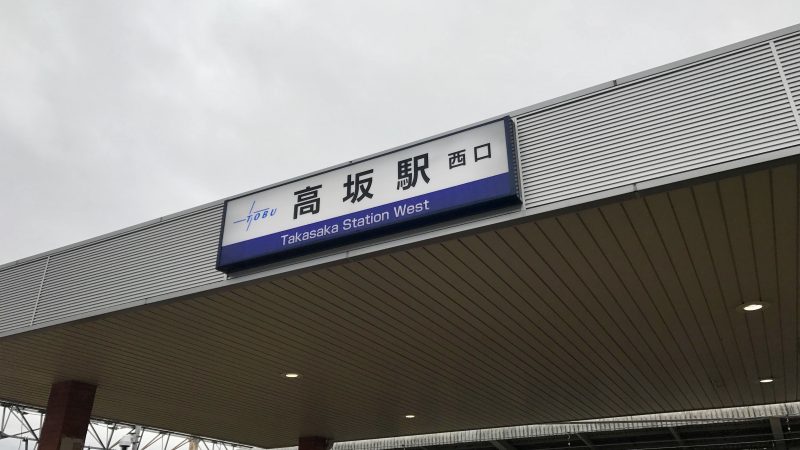 TOBU 高坂駅 西口
Takasaka Station West